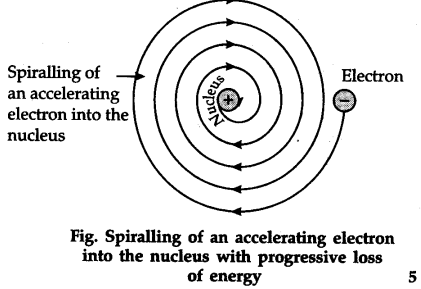 Spiralling of
an accelerating
electron into the
nucleus
Nucleus
+
Electron
−
Fig. Spiralling of an accelerating electron
into the nucleus with progressive loss
of energy
5